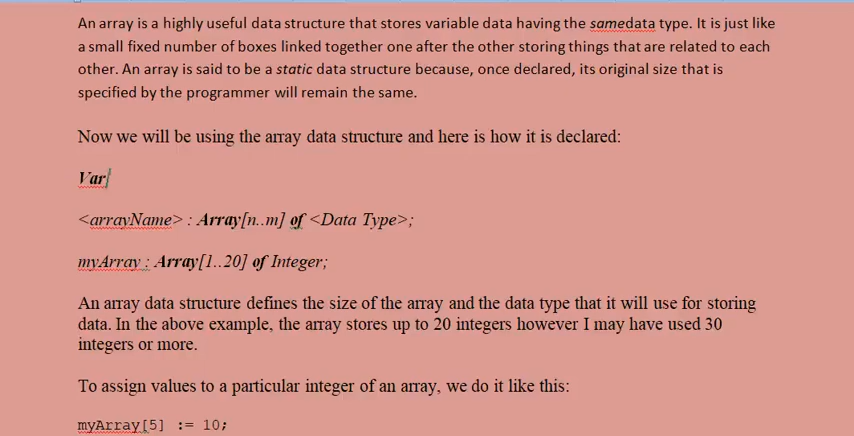 An array is a highly useful data structure that stores variable data having the samedata type. It is just like
a small fixed number of boxes linked together one after the other storing things that are related to each
other. An array is said to be a static data structure because, once declared, its original size that is
specified by the programmer will remain the same.
Now we will be using the array data structure and here is how it is declared:
Var
<arrayName> : Array[n..m] of <Data Type>;
myArray : Array[1..20] of Integer;
An array data structure defines the size of the array and the data type that it will use for storing
data. In the above example, the array stores up to 20 integers however I may have used 30
integers or more.
To assign values to a particular integer of an array, we do it like this:
myArray[5] := 10;